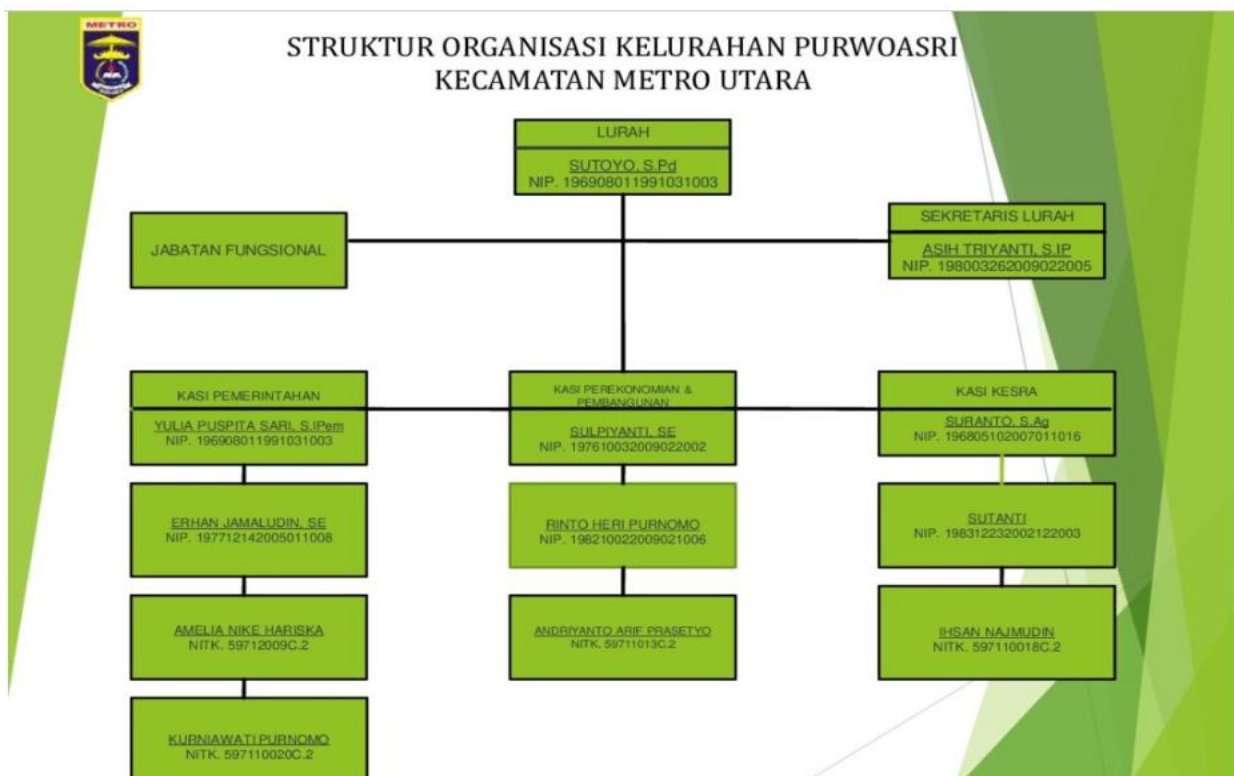 METRO
STRUKTUR ORGANISASI KELURAHAN PURWOASRI
KECAMATAN METRO UTARA
LURAH
SUTOYO, S.Pd
NIP. 196908011991031003
JABATAN FUNGSIONAL
SEKRETARIS LURAH
ASIH TRIYANTI, S.IP
NIP. 198003262009022005
KASI PEMERINTAHAN
YULIA PUSPITA SARI, S.IPem
NIP. 196908011991031003
KASI PEREKONOMIAN &
PEMBANGUNAN
SULPIYANTI, SE
NIP. 197610032009022002
KASI KESRA
SURANTO, S.Ag
NIP. 196805102007011016
ERHAN JAMALUDIN, SE
NIP. 197712142005011008
RINTO HERI PURNOMO
NIP. 198210022009021006
SUTANTI
NIP. 198312232002122003
AMELIA NIKE HARISKA
NITK. 59712009C.2
ANDRIYANTO ARIF PRASETYO
NITK. 59711013C.2
IHSAN NAJMUDIN
NITK. 597110018C.2
KURNIAWATI PURNOMO
NITK. 597110020C.2